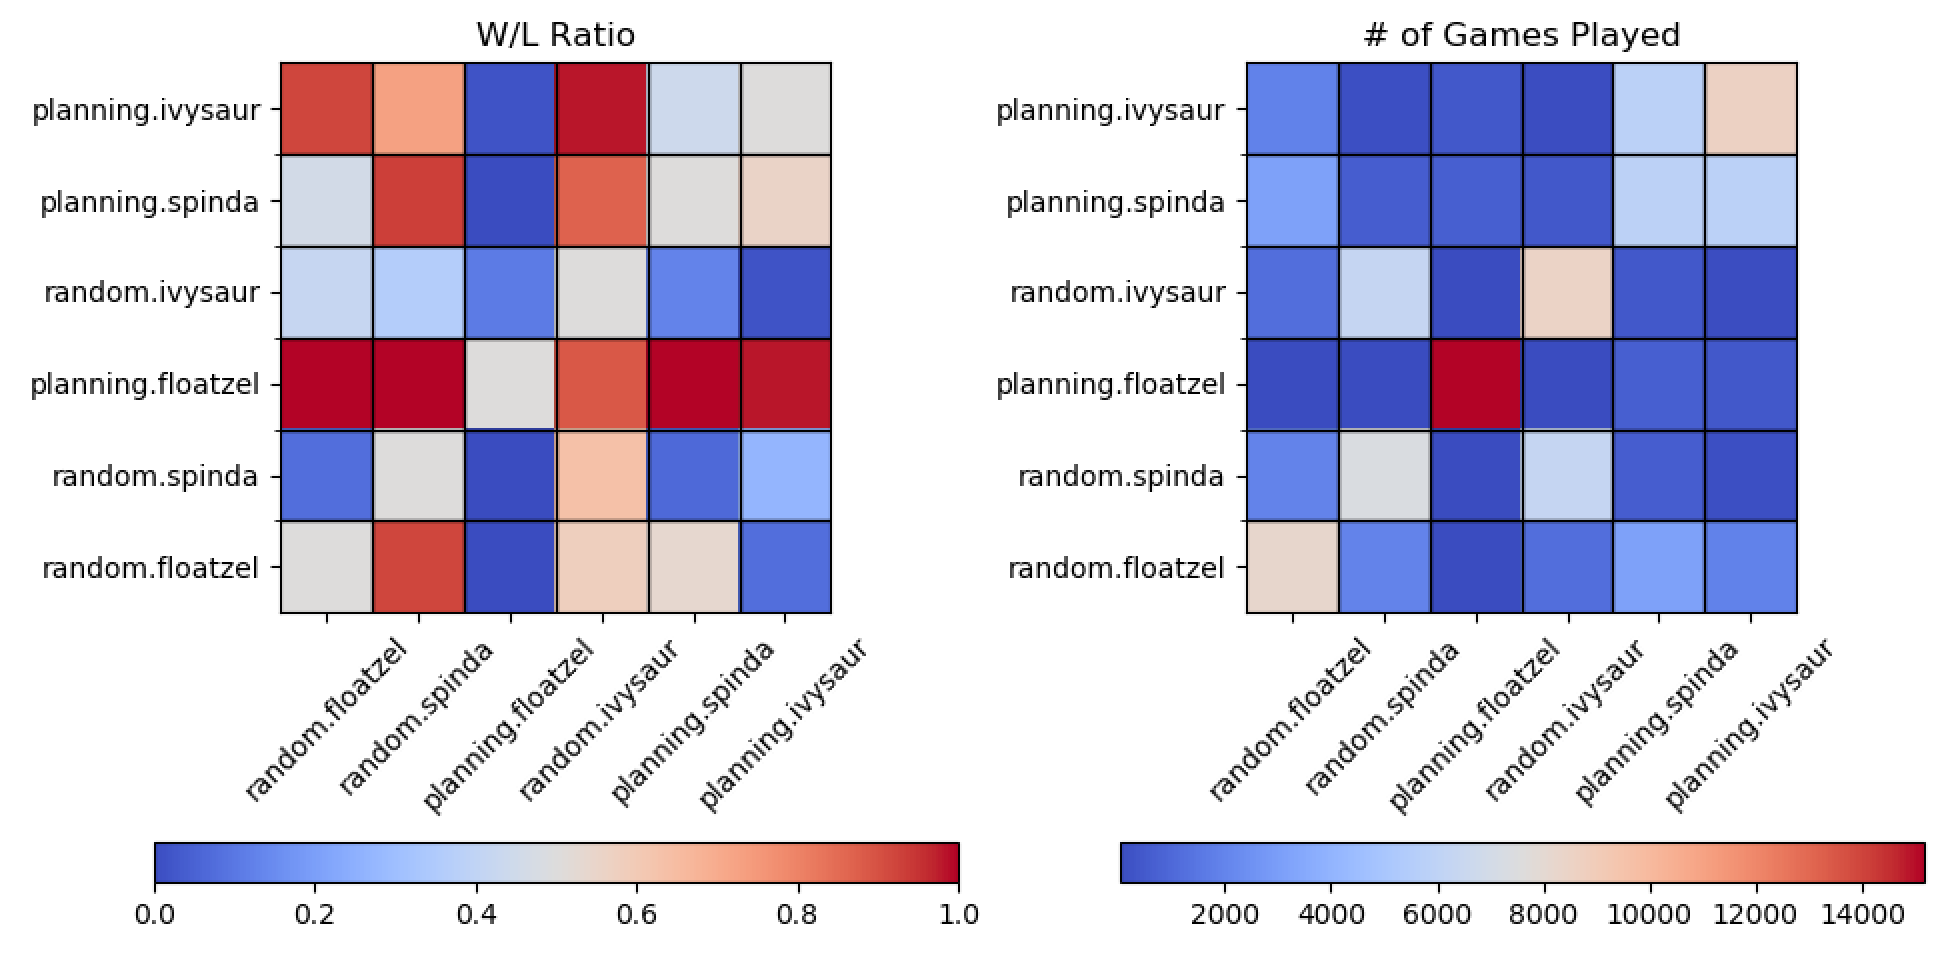 W/L Ratio
planning.ivysaur
planning.spinda
random.ivysaur
planning.floatzel
random.spinda
random.floatzel
random.floatzel
random.spinda
planning.floatzel
random.ivysaur
planning.spinda
planning.ivysaur
0.0 0.2 0.4 0.6 0.8 1.0
# of Games Played
planning.ivysaur
planning.spinda
random.ivysaur
planning.floatzel
random.spinda
random.floatzel
random.floatzel
random.spinda
planning.floatzel
random.ivysaur
planning.spinda
planning.ivysaur
2000 4000 6000 8000 10000 12000 14000